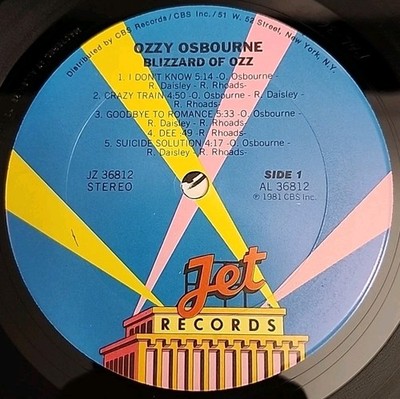 Distributed by CBS Records / CBS Inc. / 51 W. 52 Street, New York, N.Y.
OZZY OSBOURNE
BLIZZARD OF OZZ
1. I DON'T KNOW 5:14 -O. Osbourne -
R. Daisley - R. Rhoads-
2. CRAZY TRAIN 4:50 -O. Osbourne - R. Daisley -
R. Rhoads-
3. GOODBYE TO ROMANCE 5:33 -O. Osbourne -
R. Daisley - R. Rhoads-
4. DEE :49 -R. Rhoads-
5. SUICIDE SOLUTION 4:17 -O. Osbourne -
R. Daisley -R. Rhoads-
JZ 36812
STEREO
SIDE 1
AL 36812
℗ 1981 CBS Inc.
Jet
RECORDS